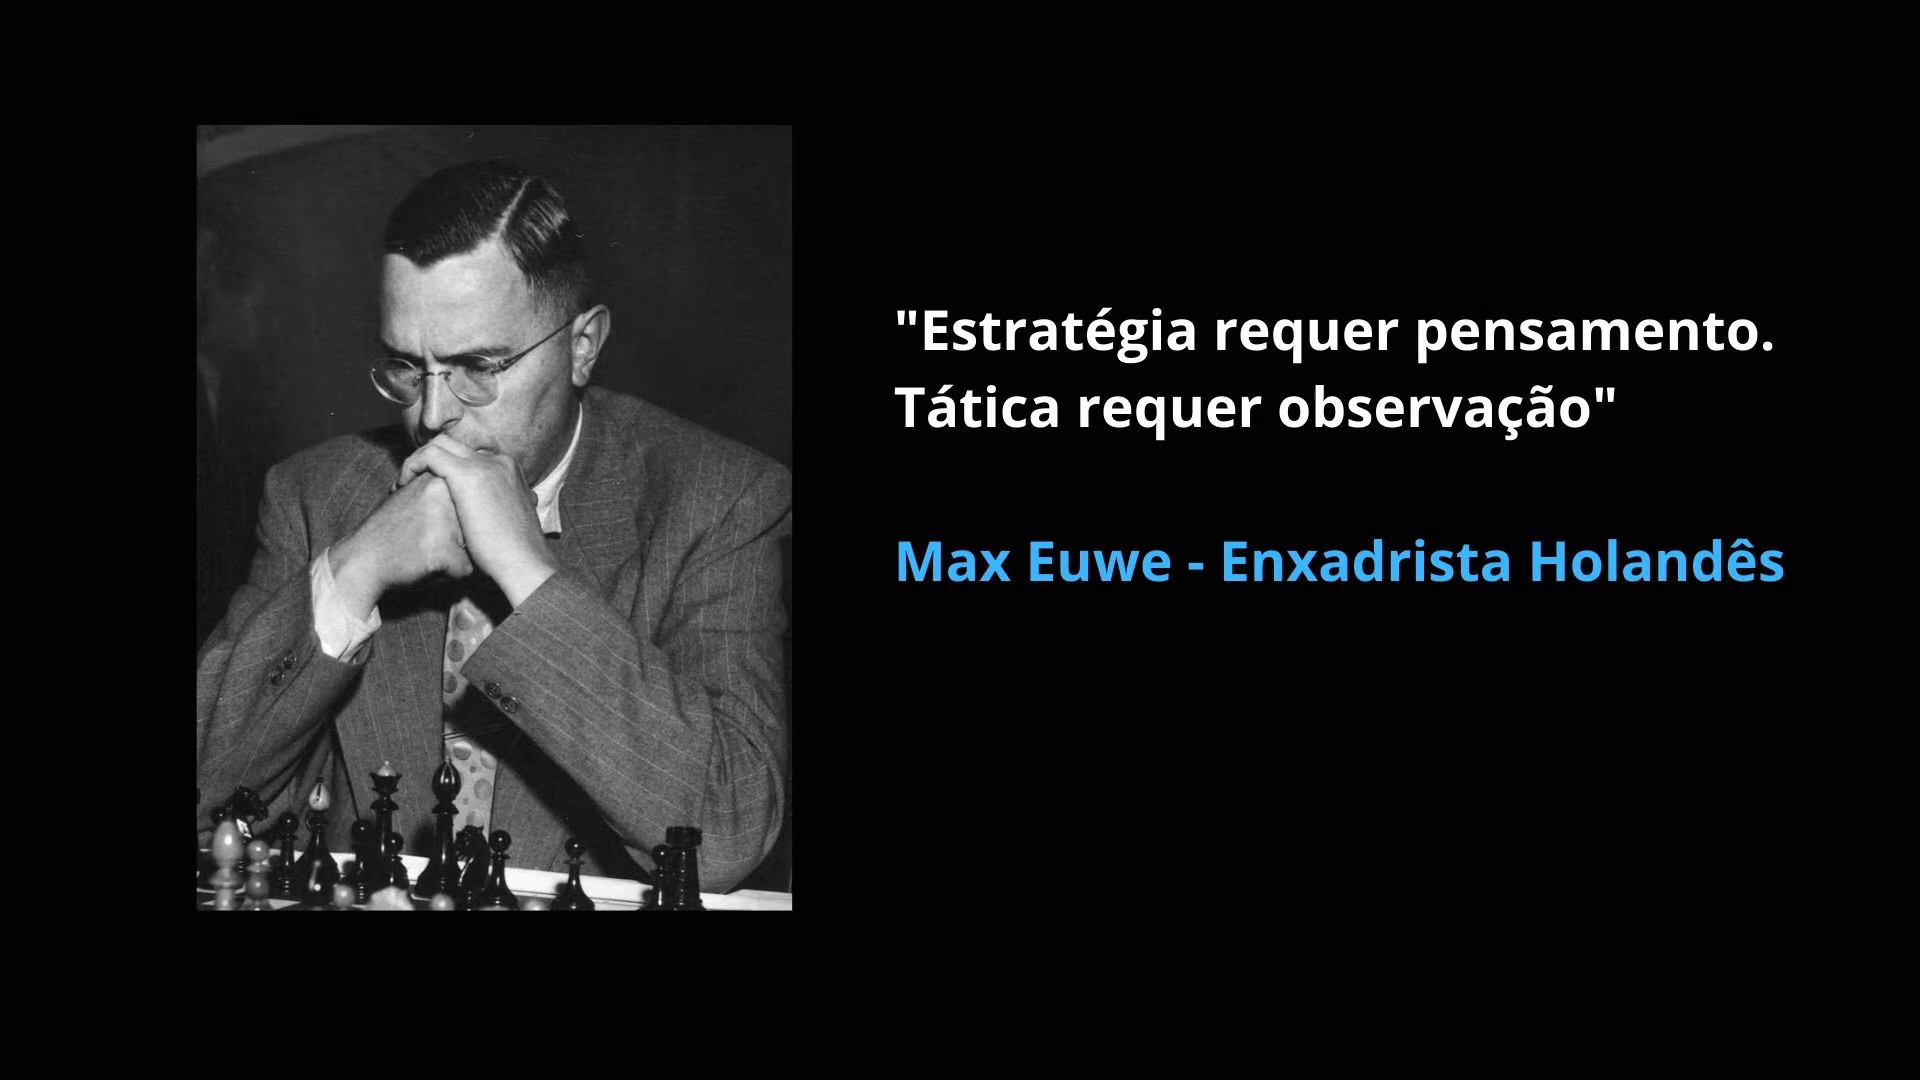 "Estratégia requer pensamento.
Tática requer observação"
Max Euwe - Enxadrista Holandês